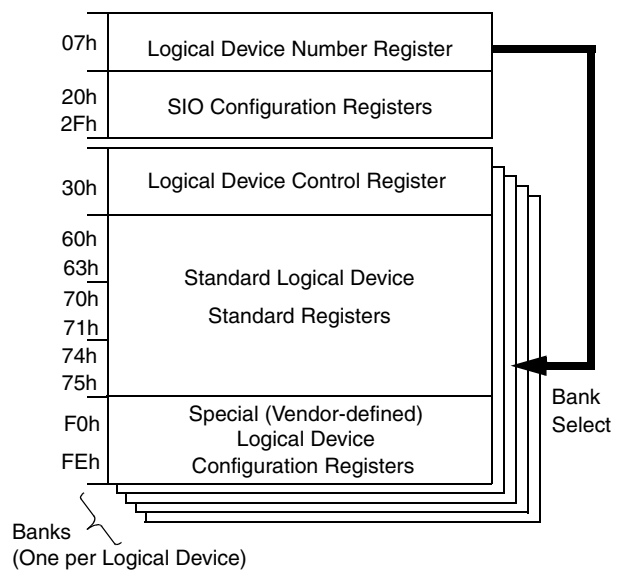 07h
Logical Device Number Register
20h
2Fh
SIO Configuration Registers
30h
Logical Device Control Register
60h
63h
70h
71h
74h
75h
Standard Logical Device
Standard Registers
F0h
FEh
Special (Vendor-defined)
Logical Device
Configuration Registers
Bank
Select
Banks
(One per Logical Device)